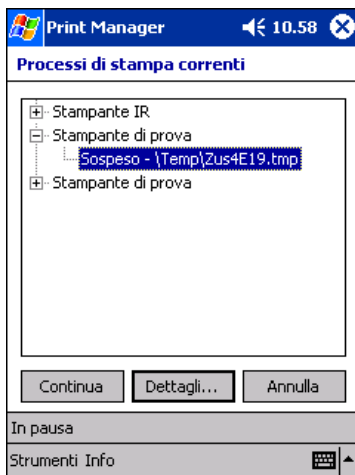 Print Manager 10.58
Processi di stampa correnti
Stampante IR
Stampante di prova
Sospeso - \Temp\Zus4E19.tmp
Stampante di prova
Continua Dettagli... Annulla
In pausa
Strumenti Info